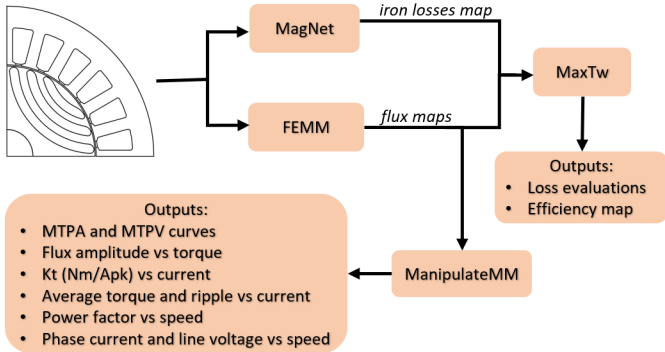 MagNet
iron losses map
MaxTw
FEMM
flux maps
Outputs:
• Loss evaluations
• Efficiency map
Outputs:
• MTPA and MTPV curves
• Flux amplitude vs torque
• Kt (Nm/Apk) vs current
• Average torque and ripple vs current
• Power factor vs speed
• Phase current and line voltage vs speed
ManipulateMM